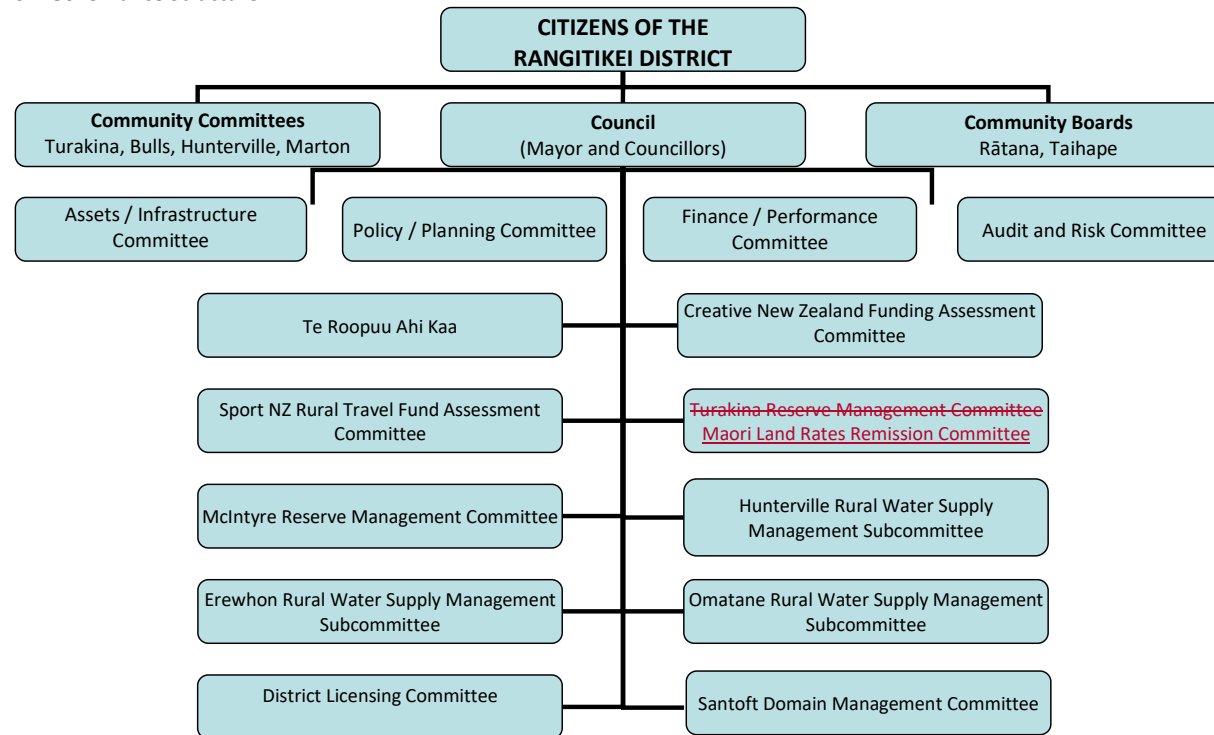 CITIZENS OF THE
RANGITIKEI DISTRICT
Community Committees
Turakina, Bulls, Hunterville, Marton
Council
(Mayor and Councillors)
Community Boards
Rātana, Taihape
Assets / Infrastructure
Committee
Policy / Planning Committee
Finance / Performance
Committee
Audit and Risk Committee
Te Roopuu Ahi Kaa
Creative New Zealand Funding Assessment
Committee
Sport NZ Rural Travel Fund Assessment
Committee
Turakina Reserve Management Committee
Maori Land Rates Remission Committee
McIntyre Reserve Management Committee
Hunterville Rural Water Supply
Management Subcommittee
Erewhon Rural Water Supply Management
Subcommittee
Omatane Rural Water Supply Management
Subcommittee
District Licensing Committee
Santoft Domain Management Committee